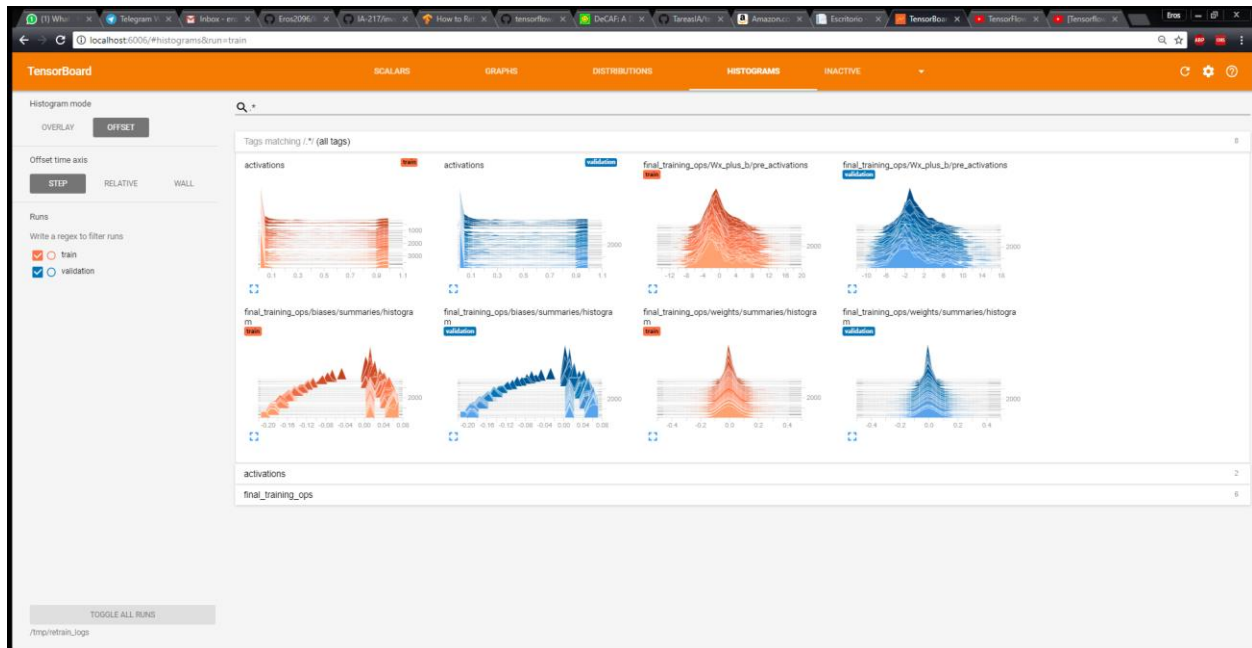 Telegram
Inbox - en
Eros2096/
IA-217/
How to Re
tensorflow
DeCAF: A
TareasIA/
Amazon.c
Escritorio
TensorBoar
TensorFlow
[Tensorflow
Eros
localhost:6006/#histograms&run=train
TensorBoard
SCALARS
GRAPHS
DISTRIBUTIONS
HISTOGRAMS
INACTIVE
Histogram mode
OVERLAY
OFFSET
Offset time axis
STEP
RELATIVE
WALL
Runs
Write a regex to filter runs
train
validation
TOGGLE ALL RUNS
/tmp/retrain_logs
.*
Tags matching /.*/ (all tags)
8
activations
train
1000
2000
3000
0.1 0.3 0.5 0.7 0.9 1.1
activations
validation
2000
0.1 0.3 0.5 0.7 0.9 1.1
final_training_ops/Wx_plus_b/pre_activations
train
2000
-12 -8 -4 0 4 8 12 16 20
final_training_ops/Wx_plus_b/pre_activations
validation
2000
-10 -6 -2 2 6 10 14 18
final_training_ops/biases/summaries/histogra
m
train
2000
-0.20 -0.16 -0.12 -0.08 -0.04 0.00 0.04 0.08
final_training_ops/biases/summaries/histogra
m
validation
2000
-0.20 -0.16 -0.12 -0.08 -0.04 0.00 0.04 0.08
final_training_ops/weights/summaries/histogra
m
train
2000
-0.4 -0.2 0.0 0.2 0.4
final_training_ops/weights/summaries/histogra
m
validation
2000
-0.4 -0.2 0.0 0.2 0.4
activations
2
final_training_ops
6